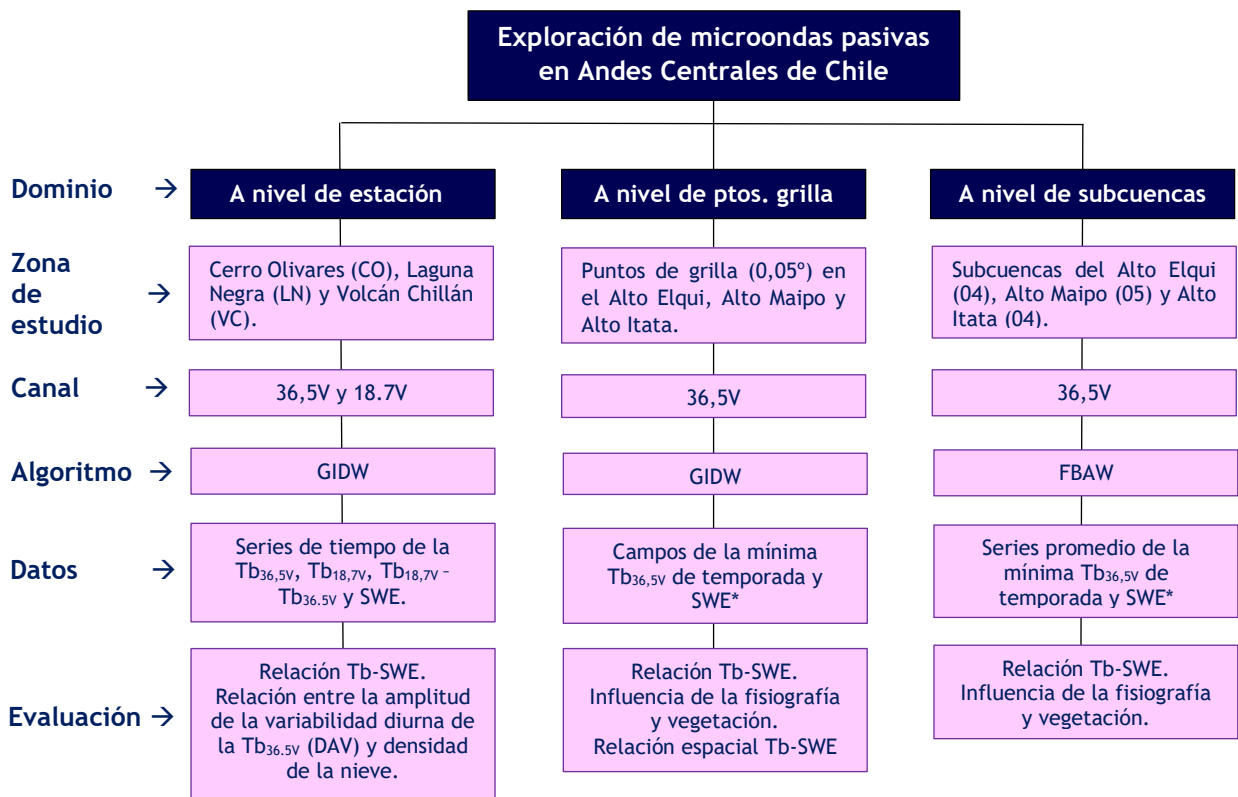 Exploración de microondas pasivas
en Andes Centrales de Chile
Dominio →
A nivel de estación
A nivel de ptos. grilla
A nivel de subcuencas
Zona
de →
estudio
Cerro Olivares (CO), Laguna
Negra (LN) y Volcán Chillán
(VC).
Puntos de grilla (0,05º) en
el Alto Elqui, Alto Maipo y
Alto Itata.
Subcuencas del Alto Elqui
(04), Alto Maipo (05) y Alto
Itata (04).
Canal →
36,5V y 18.7V
36,5V
36,5V
Algoritmo →
GIDW
GIDW
FBAW
Datos →
Series de tiempo de la
Tb36,5V, Tb18,7V, Tb18,7V –
Tb36.5V y SWE.
Campos de la mínima
Tb36,5V de temporada y
SWE*
Series promedio de la
mínima Tb36,5V de
temporada y SWE*
Evaluación →
Relación Tb-SWE.
Relación entre la amplitud
de la variabilidad diurna de
la Tb36.5V (DAV) y densidad
de la nieve.
Relación Tb-SWE.
Influencia de la fisiografía
y vegetación.
Relación espacial Tb-SWE
Relación Tb-SWE.
Influencia de la fisiografía
y vegetación.